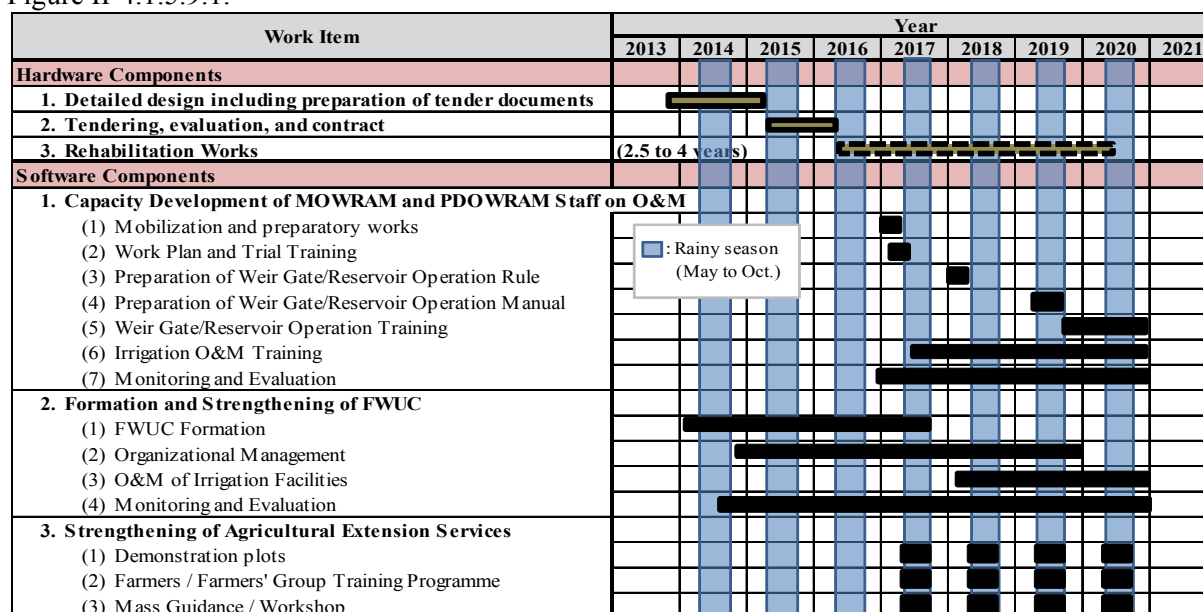 Figure II-4.1.5.9.1.
Work Item
Year
2013 2014 2015 2016 2017 2018 2019 2020 2021
Hardware Components
1. Detailed design including preparation of tender documents
2. Tendering, evaluation, and contract
3. Rehabilitation Works (2.5 to 4 years)
Software Components
1. Capacity Development of MOWRAM and PDOWRAM Staff on O&M
(1) Mobilization and preparatory works
(2) Work Plan and Trial Training
: Rainy season
(May to Oct.)
(3) Preparation of Weir Gate/Reservoir Operation Rule
(4) Preparation of Weir Gate/Reservoir Operation Manual
(5) Weir Gate/Reservoir Operation Training
(6) Irrigation O&M Training
(7) Monitoring and Evaluation
2. Formation and Strengthening of FWUC
(1) FWUC Formation
(2) Organizational Management
(3) O&M of Irrigation Facilities
(4) Monitoring and Evaluation
3. Strengthening of Agricultural Extension Services
(1) Demonstration plots
(2) Farmers / Farmers' Group Training Programme
(3) Mass Guidance / Workshop